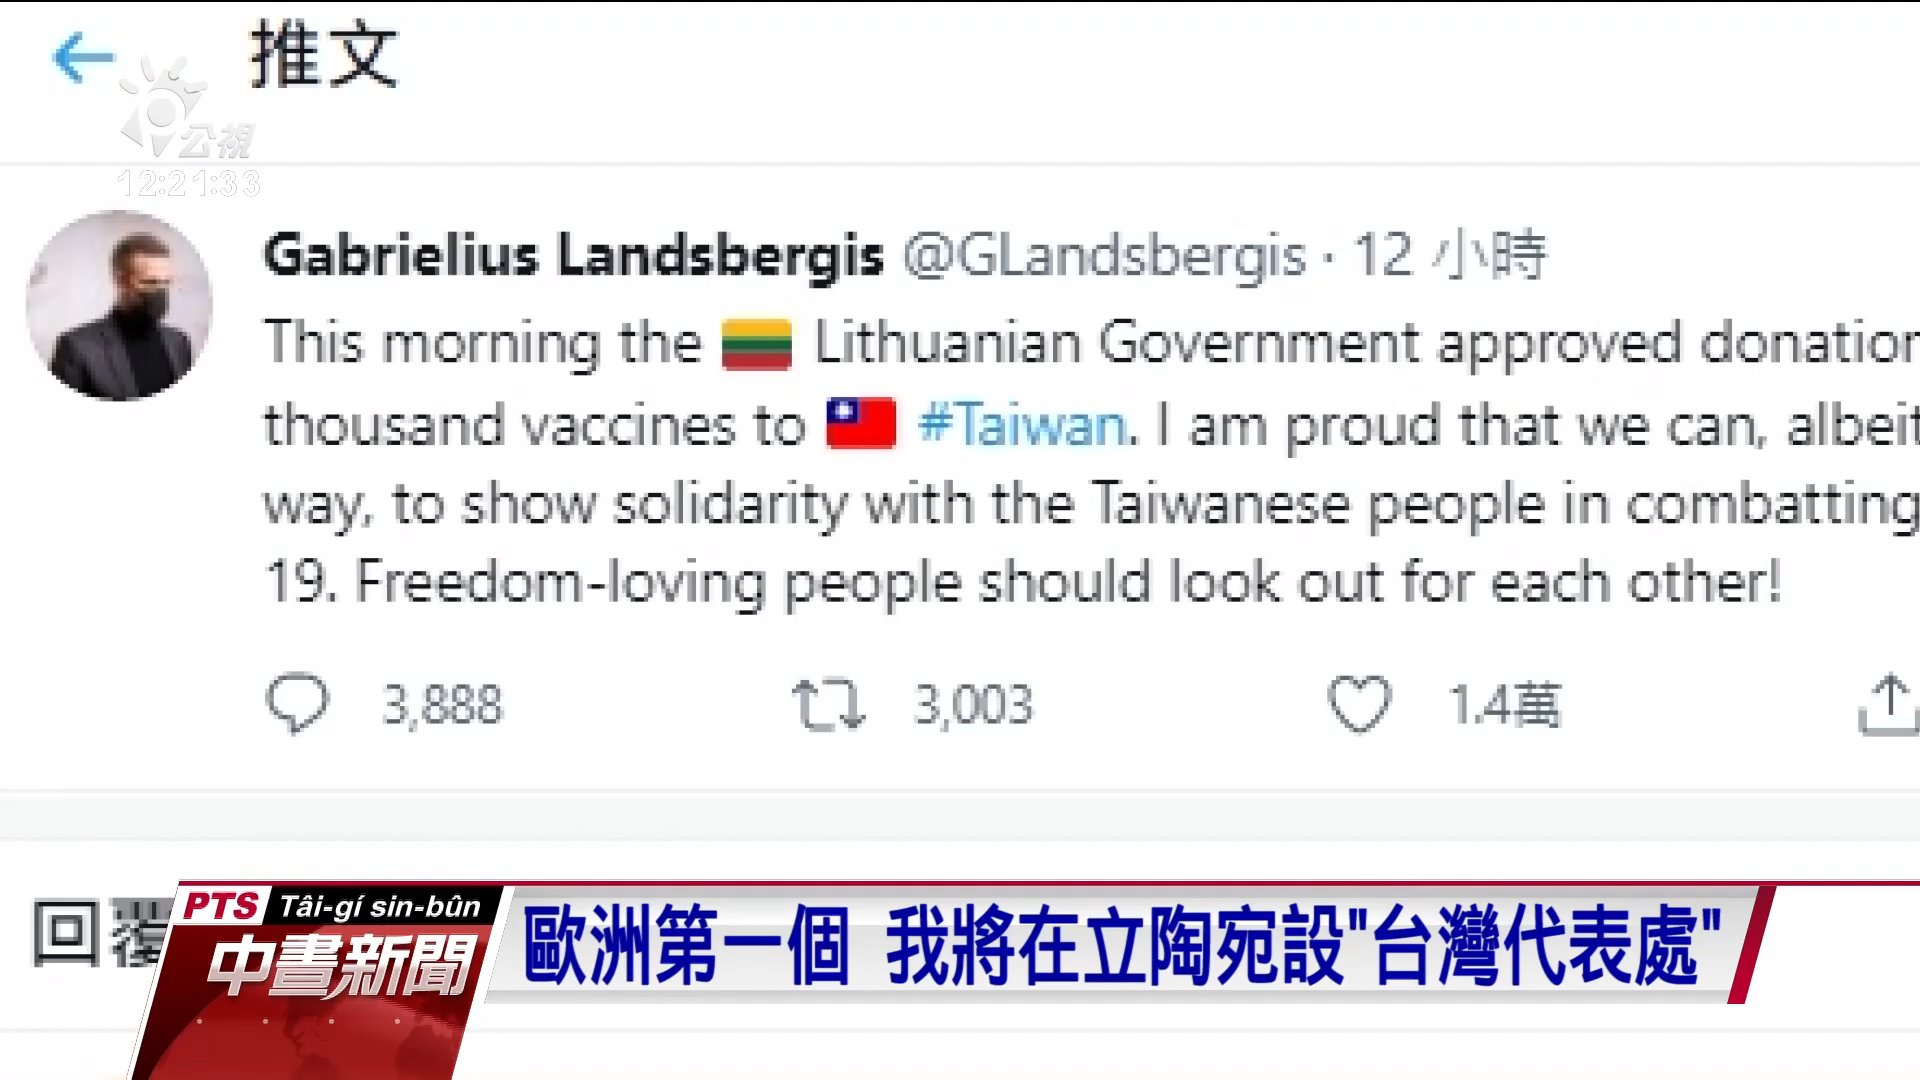 推文
公視
12:21:33
Gabrielius Landsbergis @GLandsbergis · 12 小時
This morning the Lithuanian Government approved donation
thousand vaccines to #Taiwan. I am proud that we can, albeit
way, to show solidarity with the Taiwanese people in combatting
19. Freedom-loving people should look out for each other!
3,888 3,003 1.4萬
回覆
PTS Tâi-gí sin-bûn
中晝新聞
歐洲第一個 我將在立陶宛設"台灣代表處"